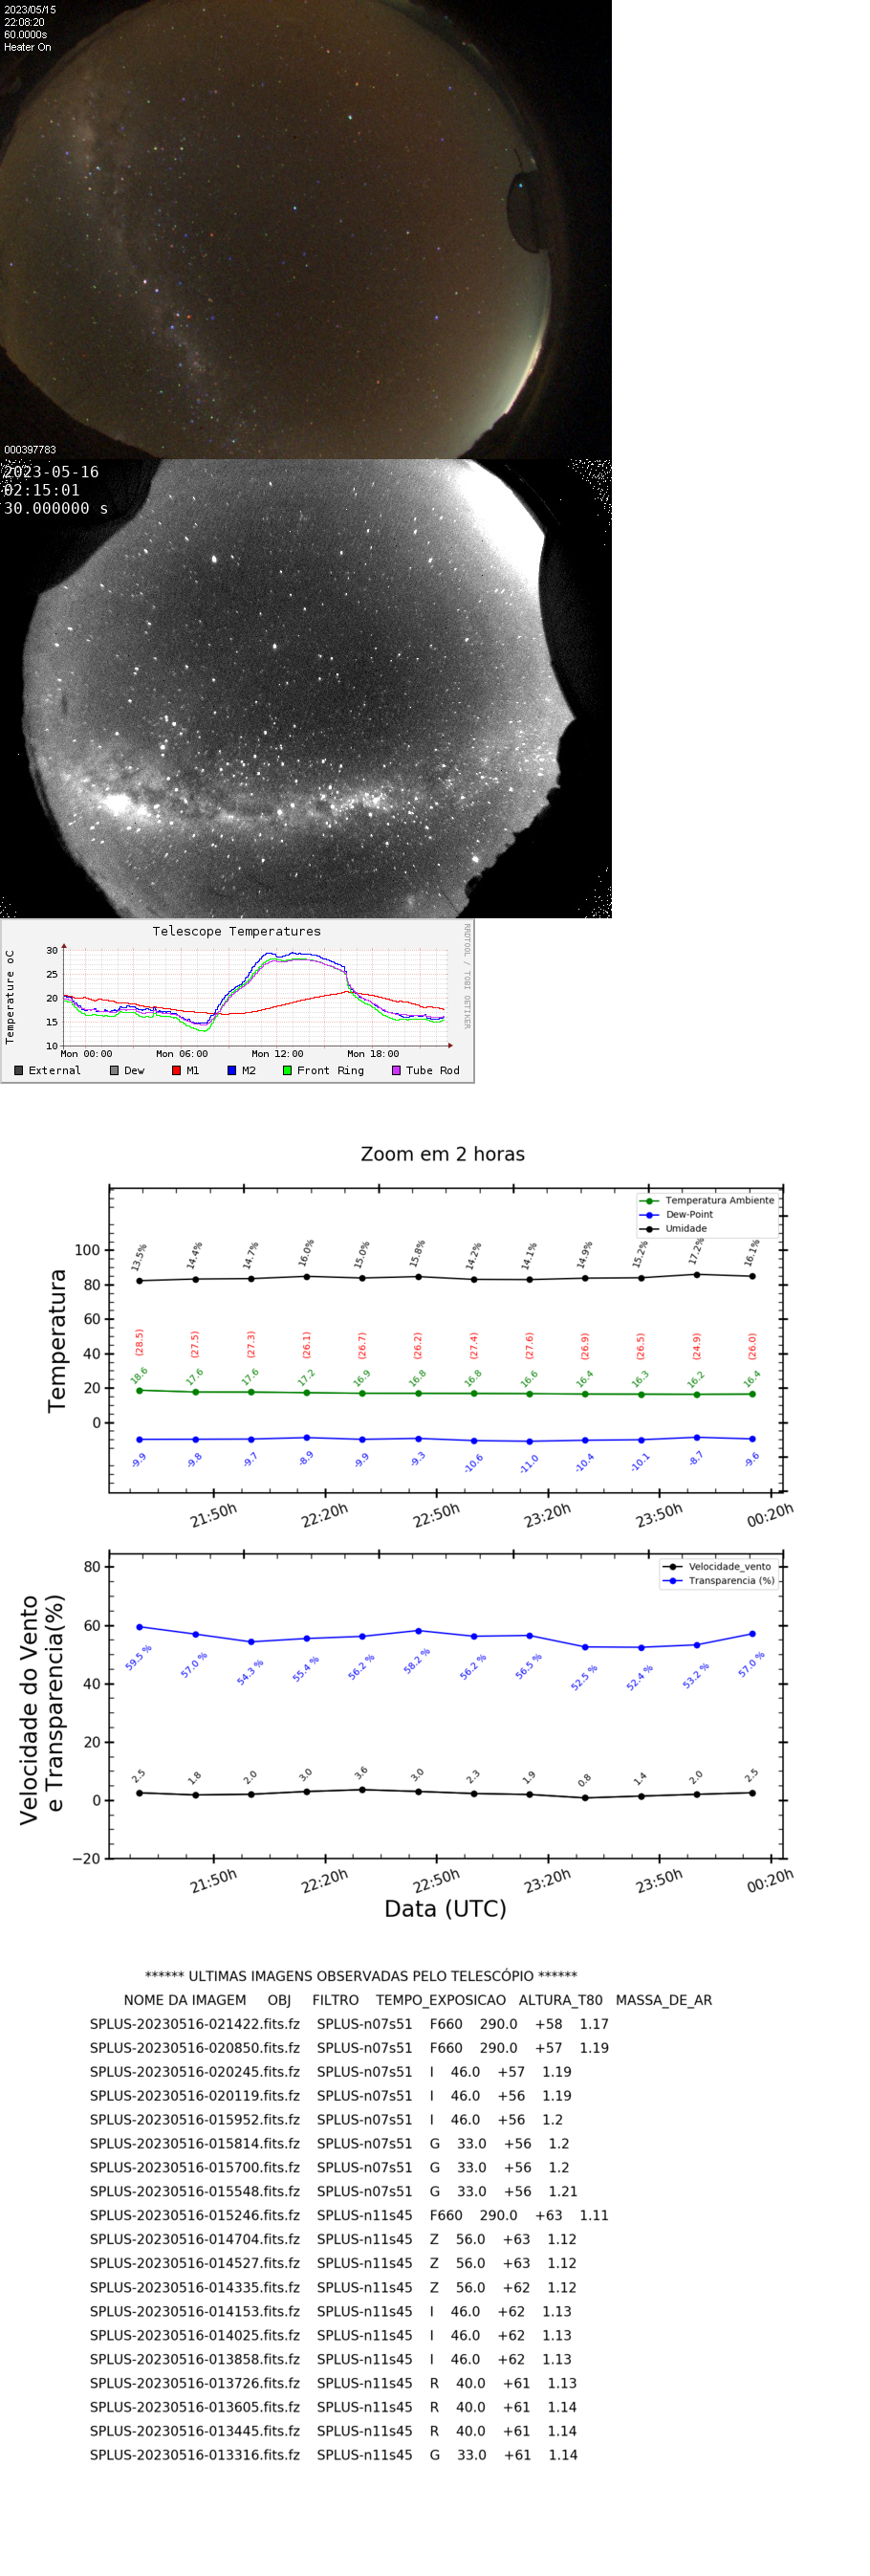 2023/05/15
22:08:20
60.0000s
Heater On
000397783
2023-05-16
02:15:01
30.000000 s
Telescope Temperatures
RRDTOOL / TOBI OETIKER
Temperature oC
30
25
20
15
10
Mon 00:00 Mon 06:00 Mon 12:00 Mon 18:00
External Dew M1 M2 Front Ring Tube Rod
Zoom em 2 horas
Temperatura Ambiente
Dew-Point
Umidade
Temperatura
100
80
60
40
20
0
13.5% 14.4% 14.7% 16.0% 15.0% 15.8% 14.2% 14.1% 14.9% 15.2% 17.2% 16.1%
(28.5) (27.5) (27.3) (26.1) (26.7) (26.2) (27.4) (27.6) (26.9) (26.5) (24.9) (26.0)
18.6 17.6 17.6 17.2 16.9 16.8 16.8 16.6 16.4 16.3 16.2 16.4
-9.9 -9.8 -9.7 -8.9 -9.9 -9.3 -10.6 -11.0 -10.4 -10.1 -8.7 -9.6
21:50h 22:20h 22:50h 23:20h 23:50h 00:20h
Velocidade_vento
Transparencia (%)
Velocidade do Vento
e Transparencia(%)
80
60
40
20
0
−20
59.5 % 57.0 % 54.3 % 55.4 % 56.2 % 58.2 % 56.2 % 56.5 % 52.5 % 52.4 % 53.2 % 57.0 %
2.5 1.8 2.0 3.0 3.6 3.0 2.3 1.9 0.8 1.4 2.0 2.5
21:50h 22:20h 22:50h 23:20h 23:50h 00:20h
Data (UTC)
****** ULTIMAS IMAGENS OBSERVADAS PELO TELESCÓPIO ******
NOME DA IMAGEM OBJ FILTRO TEMPO_EXPOSICAO ALTURA_T80 MASSA_DE_AR
SPLUS-20230516-021422.fits.fz SPLUS-n07s51 F660 290.0 +58 1.17
SPLUS-20230516-020850.fits.fz SPLUS-n07s51 F660 290.0 +57 1.19
SPLUS-20230516-020245.fits.fz SPLUS-n07s51 I 46.0 +57 1.19
SPLUS-20230516-020119.fits.fz SPLUS-n07s51 I 46.0 +56 1.19
SPLUS-20230516-015952.fits.fz SPLUS-n07s51 I 46.0 +56 1.2
SPLUS-20230516-015814.fits.fz SPLUS-n07s51 G 33.0 +56 1.2
SPLUS-20230516-015700.fits.fz SPLUS-n07s51 G 33.0 +56 1.2
SPLUS-20230516-015548.fits.fz SPLUS-n07s51 G 33.0 +56 1.21
SPLUS-20230516-015246.fits.fz SPLUS-n11s45 F660 290.0 +63 1.11
SPLUS-20230516-014704.fits.fz SPLUS-n11s45 Z 56.0 +63 1.12
SPLUS-20230516-014527.fits.fz SPLUS-n11s45 Z 56.0 +63 1.12
SPLUS-20230516-014335.fits.fz SPLUS-n11s45 Z 56.0 +62 1.12
SPLUS-20230516-014153.fits.fz SPLUS-n11s45 I 46.0 +62 1.13
SPLUS-20230516-014025.fits.fz SPLUS-n11s45 I 46.0 +62 1.13
SPLUS-20230516-013858.fits.fz SPLUS-n11s45 I 46.0 +62 1.13
SPLUS-20230516-013726.fits.fz SPLUS-n11s45 R 40.0 +61 1.13
SPLUS-20230516-013605.fits.fz SPLUS-n11s45 R 40.0 +61 1.14
SPLUS-20230516-013445.fits.fz SPLUS-n11s45 R 40.0 +61 1.14
SPLUS-20230516-013316.fits.fz SPLUS-n11s45 G 33.0 +61 1.14